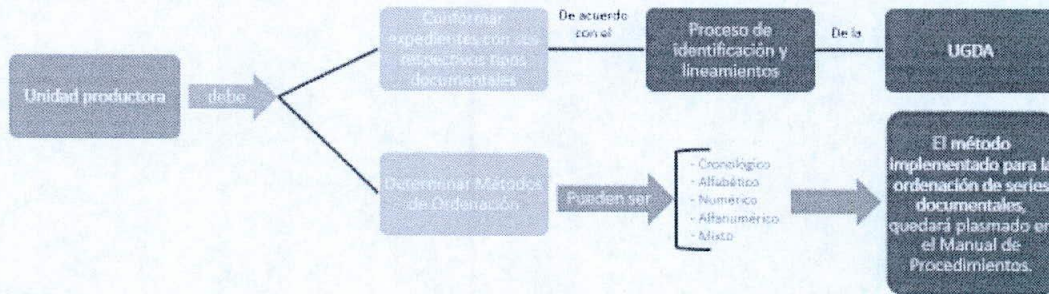 Unidad productora
debe
Conformar
expedientes con sus
respectivos tipos
documentales
De acuerdo
con el
Proceso de
identificación y
lineamientos
De la
UGDA
Determinar Métodos
de Ordenación
Pueden ser
- Cronológico
- Alfabético
- Numérico
- Alfanumérico
- Mixto
El método
implementado para la
ordenación de series
documentales,
quedará plasmado en
el Manual de
Procedimientos.